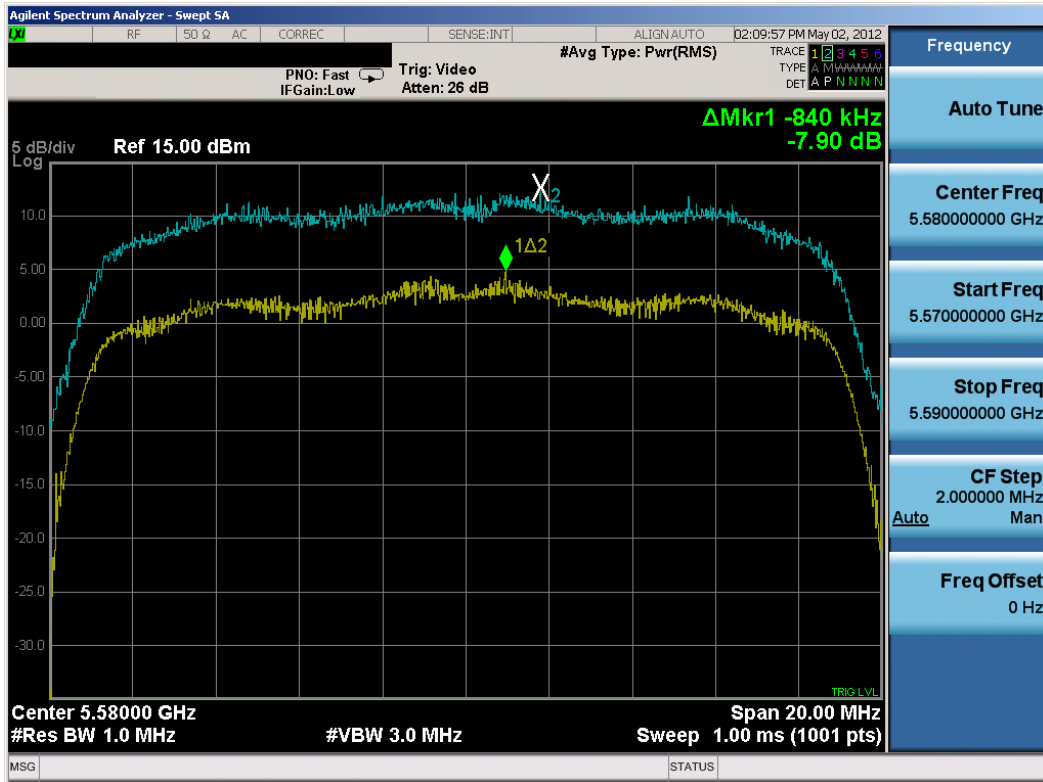 Agilent Spectrum Analyzer - Swept SA
LXI RF 50 Ω AC CORREC SENSE:INT ALIGN AUTO 02:09:57 PM May 02, 2012
#Avg Type: Pwr(RMS)
TRACE 1 2 3 4 5 6
TYPE A M W W W W
DET A P N N N N
PNO: Fast
IFGain:Low
Trig: Video
Atten: 26 dB
ΔMkr1 -840 kHz
-7.90 dB
5 dB/div
Log
Ref 15.00 dBm
X2
1Δ2
10.0
5.00
0.00
-5.00
-10.0
-15.0
-20.0
-25.0
-30.0
TRIG LVL
Center 5.58000 GHz
Span 20.00 MHz
#Res BW 1.0 MHz
#VBW 3.0 MHz
Sweep 1.00 ms (1001 pts)
MSG
STATUS
Frequency
Auto Tune
Center Freq
5.580000000 GHz
Start Freq
5.570000000 GHz
Stop Freq
5.590000000 GHz
CF Step
2.000000 MHz
Auto Man
Freq Offset
0 Hz